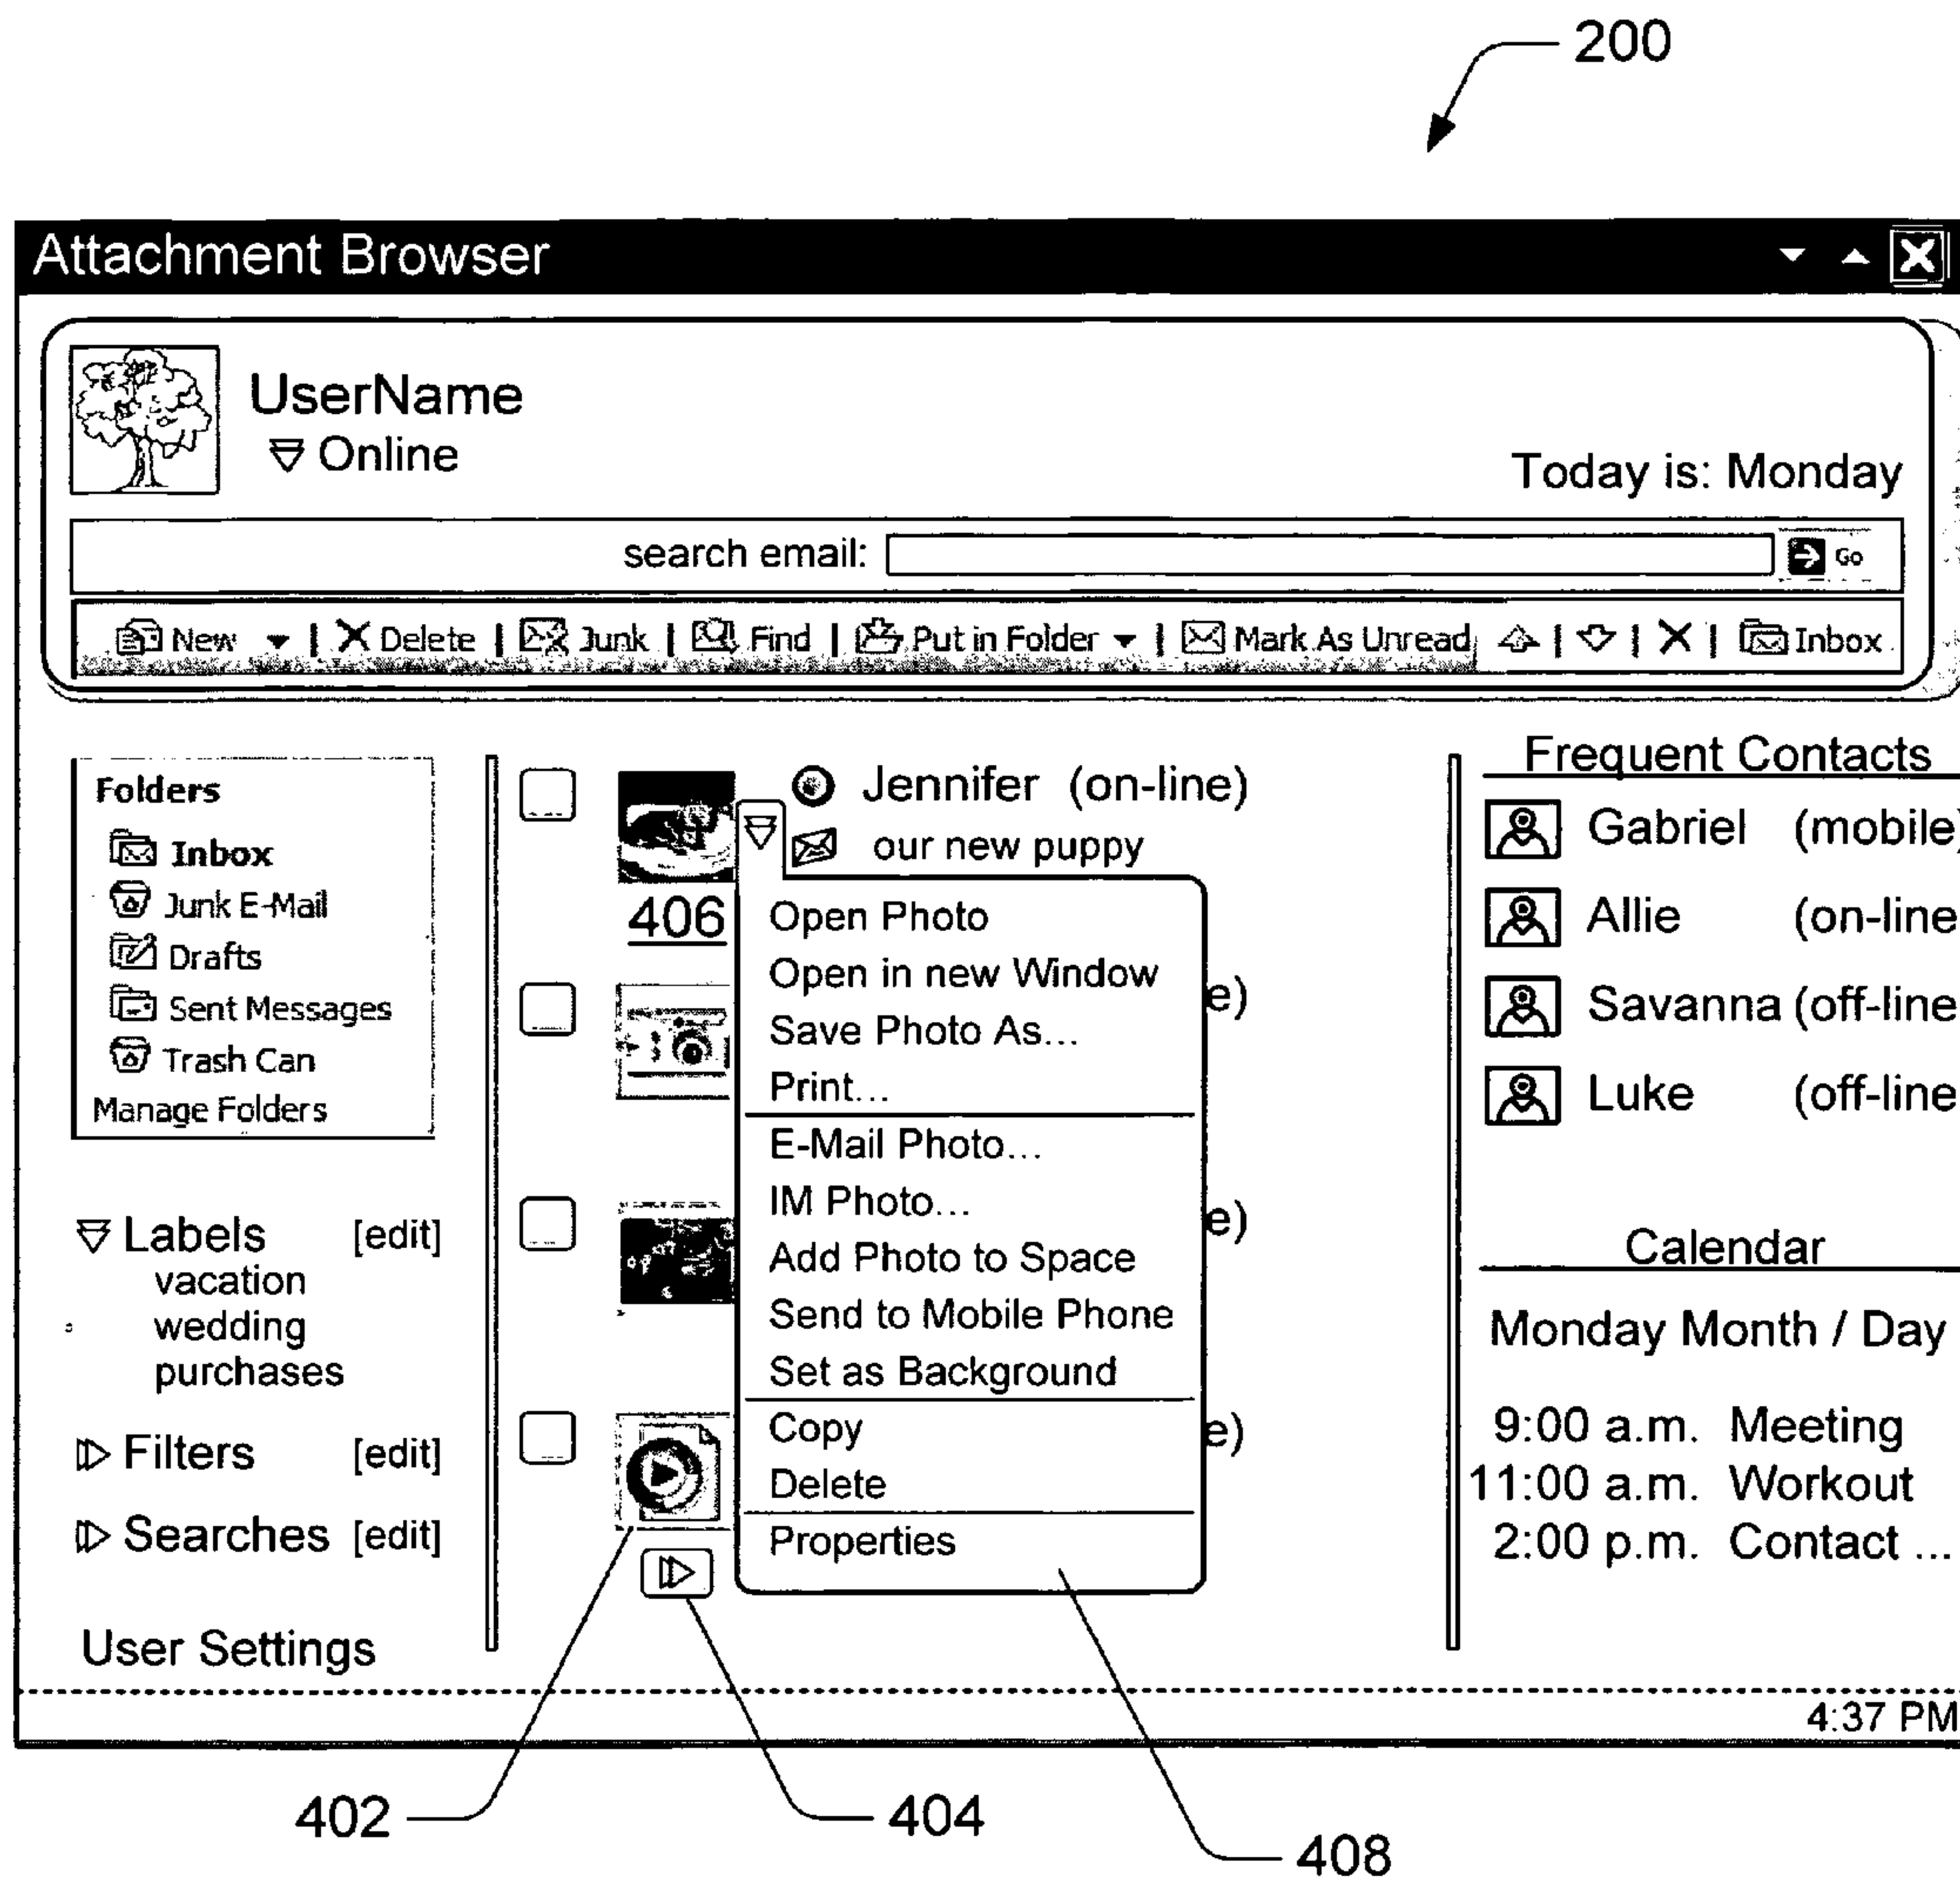 200
Attachment Browser
UserName
Online
Today is: Monday
search email: Go
New | Delete | Junk | Find | Put in Folder | Mark As Unread | | | Inbox
Folders
Inbox
Junk E-Mail
Drafts
Sent Messages
Trash Can
Manage Folders
Labels [edit]
vacation
wedding
purchases
Filters [edit]
Searches [edit]
User Settings
Jennifer (on-line)
our new puppy
406
Open Photo
Open in new Window
e)
Save Photo As...
Print...
E-Mail Photo...
IM Photo...
e)
Add Photo to Space
Send to Mobile Phone
Set as Background
Copy
e)
Delete
Properties
Frequent Contacts
Gabriel (mobile)
Allie (on-line
Savanna (off-line
Luke (off-line
Calendar
Monday Month / Day
9:00 a.m. Meeting
11:00 a.m. Workout
2:00 p.m. Contact ...
4:37 PM
402
404
408